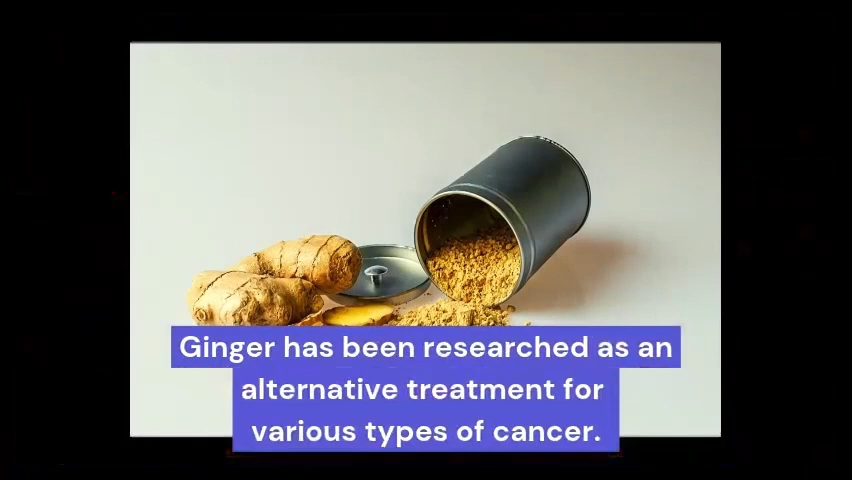 Ginger has been researched as an
alternative treatment for
various types of cancer.